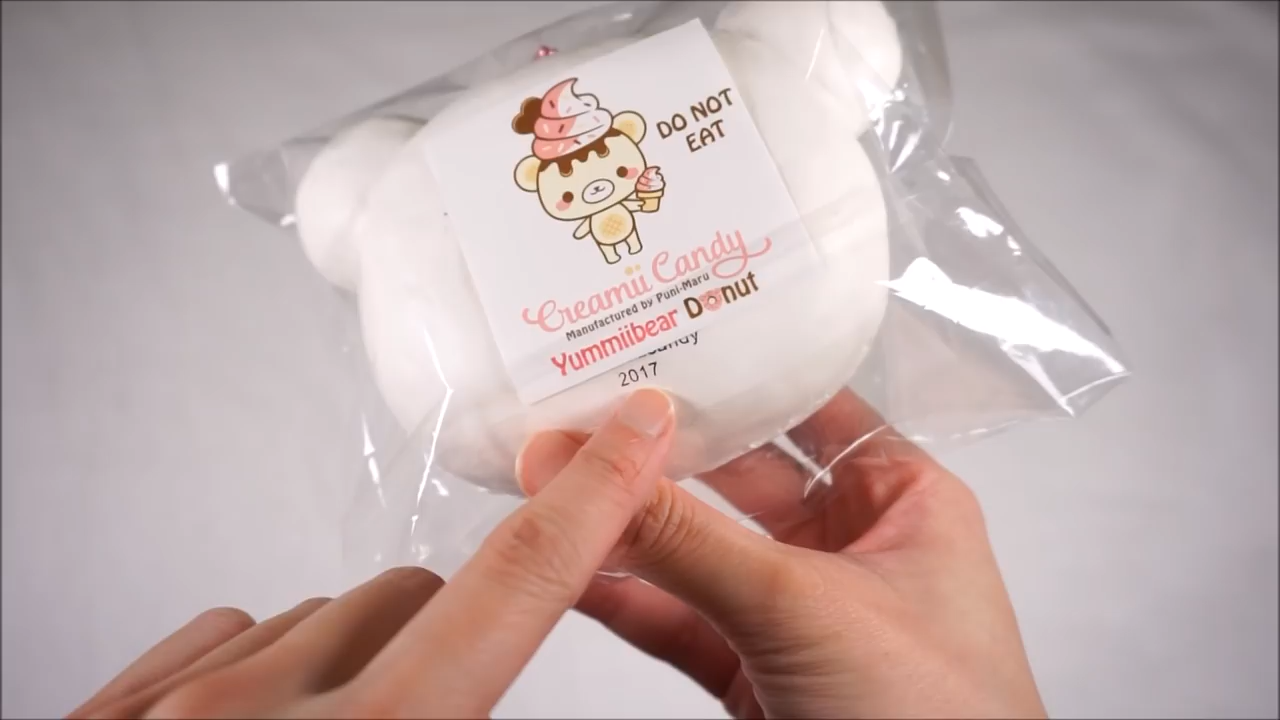 DO NOT
EAT
Creamii Candy
Manufactured by Puni-Maru
Yummiibear Donut
2017